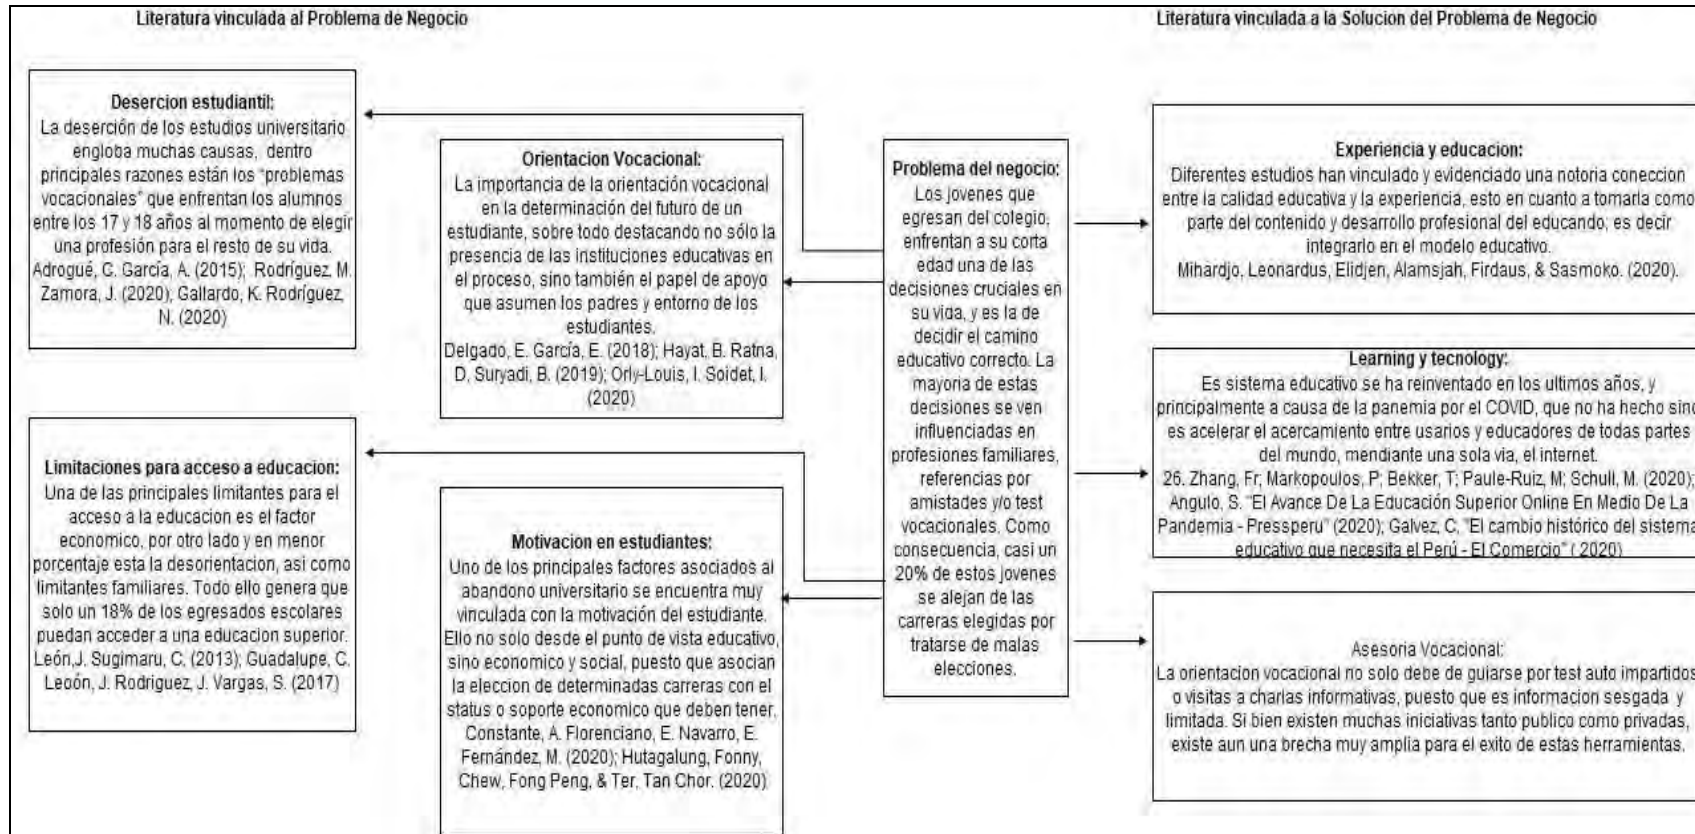 Literatura vinculada al Problema de Negocio
Literatura vinculada a la Solucion del Problema de Negocio
Desercion estudiantil:
La deserción de los estudios universitario
engloba muchas causas, dentro
principales razones están los "problemas
vocacionales" que enfrentan los alumnos
entre los 17 y 18 años al momento de elegir
una profesión para el resto de su vida.
Adrogué, C. García, A. (2015); Rodríguez, M.
Zamora, J. (2020), Gallardo, K. Rodríguez,
N. (2020)
Limitaciones para acceso a educacion:
Una de las principales limitantes para el
acceso a la educacion es el factor
economico, por otro lado y en menor
porcentaje esta la desorientacion, asi como
limitantes familiares. Todo ello genera que
solo un 18% de los egresados escolares
puedan acceder a una educacion superior.
León,J. Sugimaru, C. (2013); Guadalupe, C.
Leoón, J. Rodriguez, J. Vargas, S. (2017)
Orientacion Vocacional:
La importancia de la orientación vocacional
en la determinación del futuro de un
estudiante, sobre todo destacando no sólo la
presencia de las instituciones educativas en
el proceso, sino también el papel de apoyo
que asumen los padres y entorno de los
estudiantes.
Delgado, E. García, E. (2018); Hayat, B. Ratna,
D. Suryadi, B. (2019); Orly-Louis, I. Soidet, I.
(2020)
Motivacion en estudiantes:
Uno de los principales factores asociados al
abandono universitario se encuentra muy
vinculada con la motivación del estudiante.
Ello no solo desde el punto de vista educativo,
sino economico y social, puesto que asocian
la eleccion de determinadas carreras con el
status o soporte economico que deben tener.
Constante, A. Florenciano, E. Navarro, E.
Fernández, M. (2020); Hutagalung, Fonny,
Chew, Fong Peng, & Ter, Tan Chor. (2020)
Problema del negocio:
Los jovenes que
egresan del colegio,
enfrentan a su corta
edad una de las
decisiones cruciales en
su vida, y es la de
decidir el camino
educativo correcto. La
mayoria de estas
decisiones se ven
influenciadas en
profesiones familiares,
referencias por
amistades y/o test
vocacionales. Como
consecuencia, casi un
20% de estos jovenes
se alejan de las
carreras elegidas por
tratarse de malas
elecciones.
Experiencia y educacion:
Diferentes estudios han vinculado y evidenciado una notoria coneccion
entre la calidad educativa y la experiencia, esto en cuanto a tomarla como
parte del contenido y desarrollo profesional del educando, es decir
integrarlo en el modelo educativo.
Mihardjo, Leonardus, Elidjen, Alamsjah, Firdaus, & Sasmoko. (2020).
Learning y tecnology:
Es sistema educativo se ha reinventado en los ultimos años, y
principalmente a causa de la panemia por el COVID, que no ha hecho sino
es acelerar el acercamiento entre usarios y educadores de todas partes
del mundo, mendiante una sola via, el internet.
26. Zhang, Fr; Markopoulos, P; Bekker, T; Paule-Ruiz, M; Schull, M. (2020);
Angulo, S. "El Avance De La Educación Superior Online En Medio De La
Pandemia - Pressperu" (2020); Galvez, C. "El cambio histórico del sistema
educativo que necesita el Perú - El Comercio" ( 2020)
Asesoria Vocacional:
La orientacion vocacional no solo debe de guiarse por test auto impartidos
o visitas a charlas informativas, puesto que es informacion sesgada y
limitada. Si bien existen muchas iniciativas tanto publico como privadas,
existe aun una brecha muy amplia para el exito de estas herramientas.